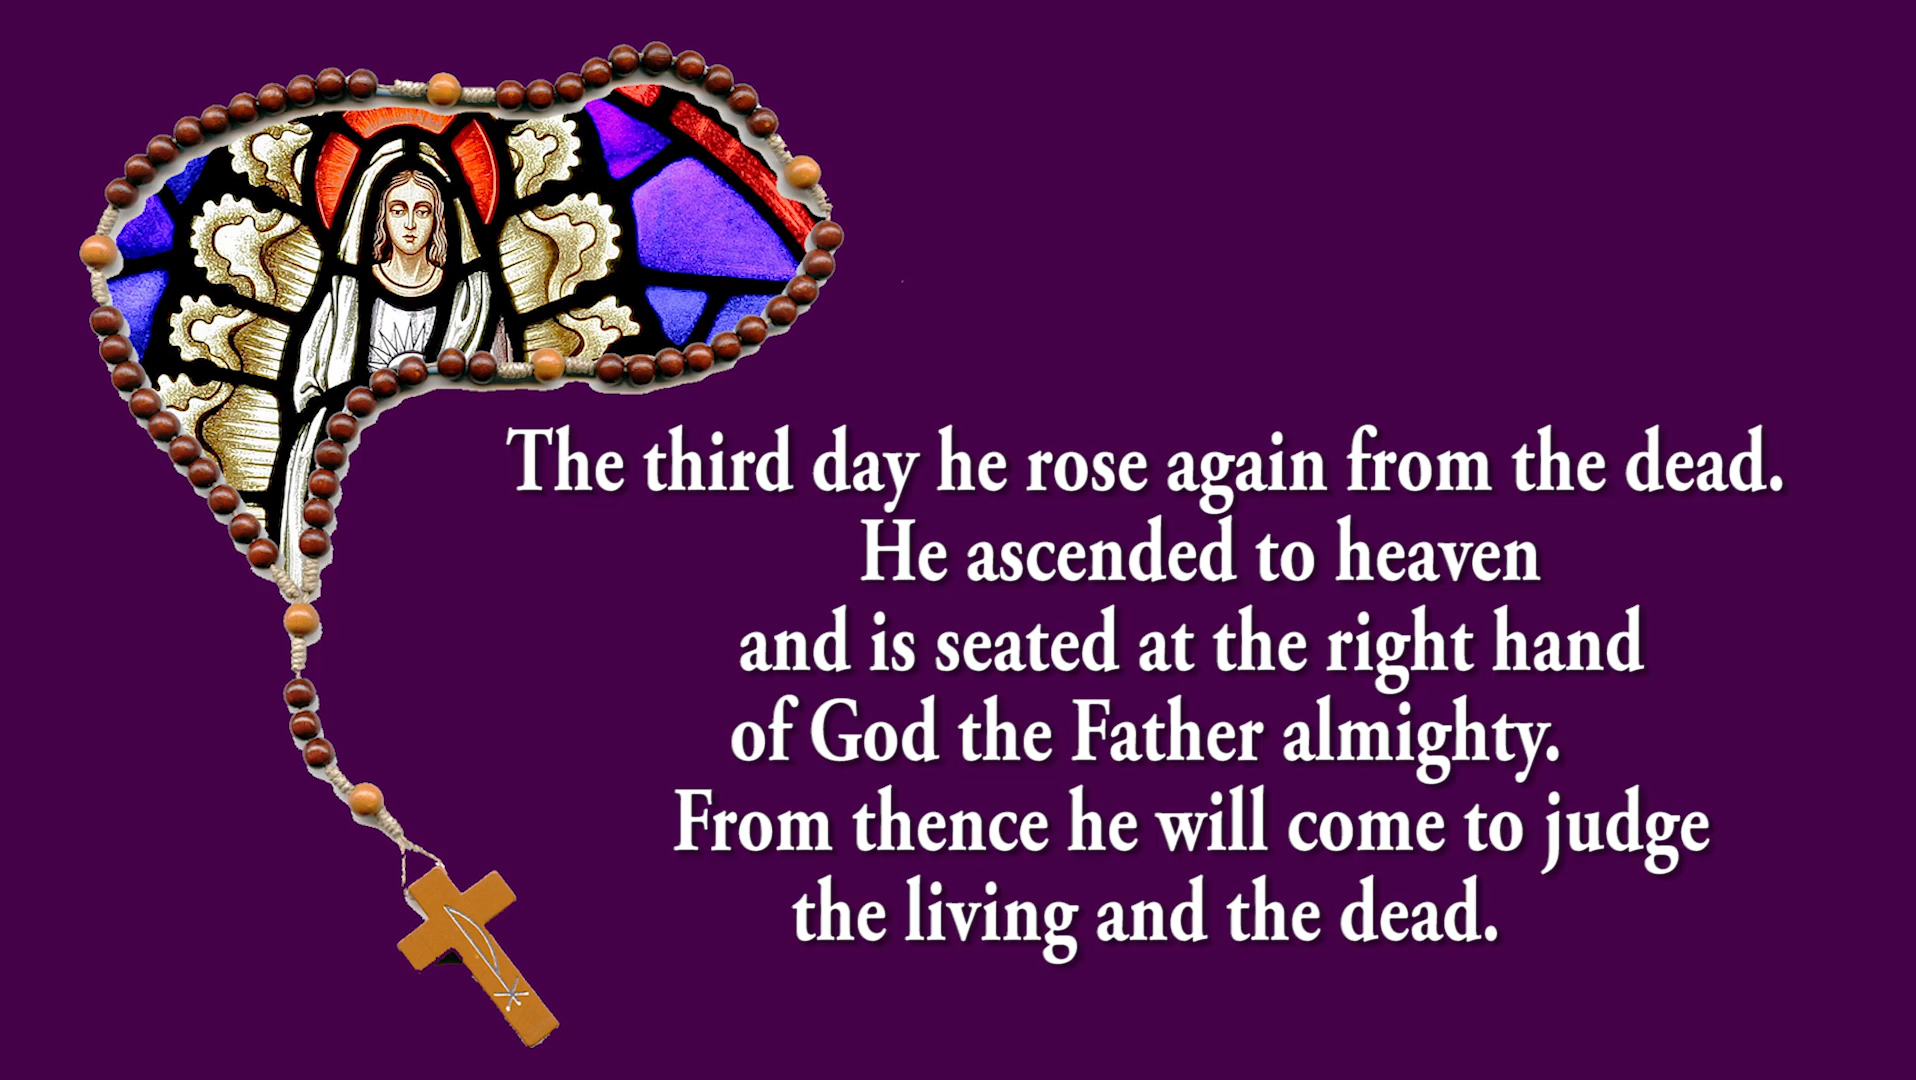 The third day he rose again from the dead.
He ascended to heaven
and is seated at the right hand
of God the Father almighty.
From thence he will come to judge
the living and the dead.